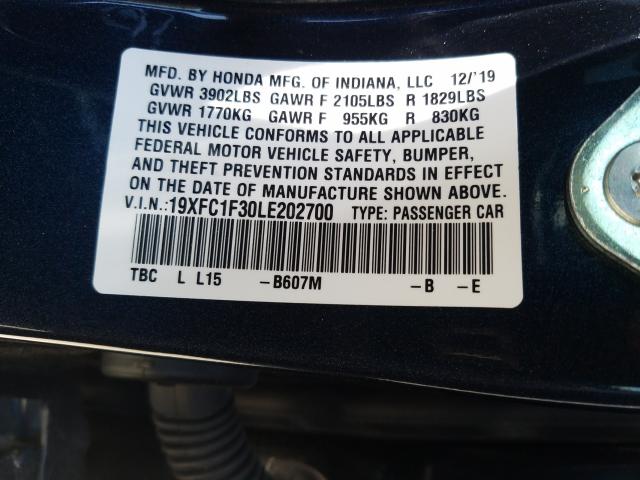 MFD. BY HONDA MFG. OF INDIANA, LLC 12/'19
GVWR 3902LBS GAWR F 2105LBS R 1829LBS
GVWR 1770KG GAWR F 955KG R 830KG
THIS VEHICLE CONFORMS TO ALL APPLICABLE
FEDERAL MOTOR VEHICLE SAFETY, BUMPER,
AND THEFT PREVENTION STANDARDS IN EFFECT
ON THE DATE OF MANUFACTURE SHOWN ABOVE.
V.I.N.:19XFC1F30LE202700 TYPE: PASSENGER CAR
TBC L L15 -B607M -B -E